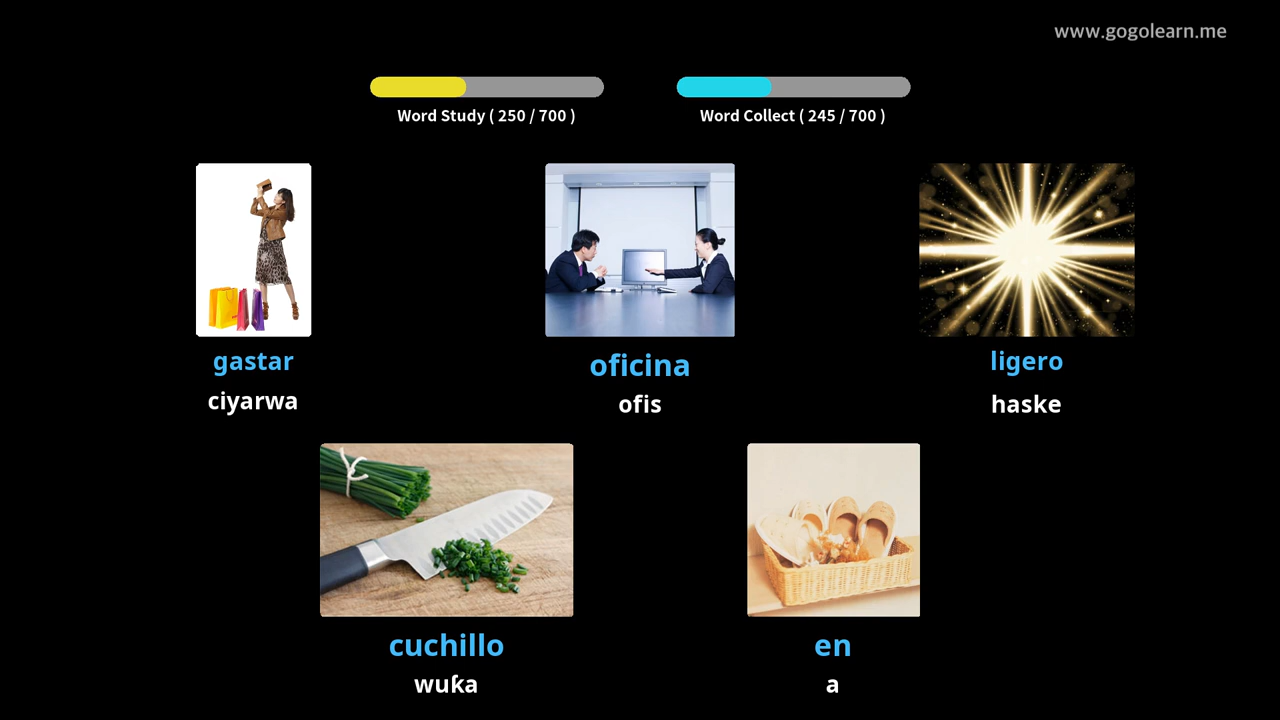 www.gogolearn.me
Word Study ( 250 / 700 )
Word Collect ( 245 / 700 )
gastar
ciyarwa
oficina
ofis
ligero
haske
cuchillo
wuƙa
en
a